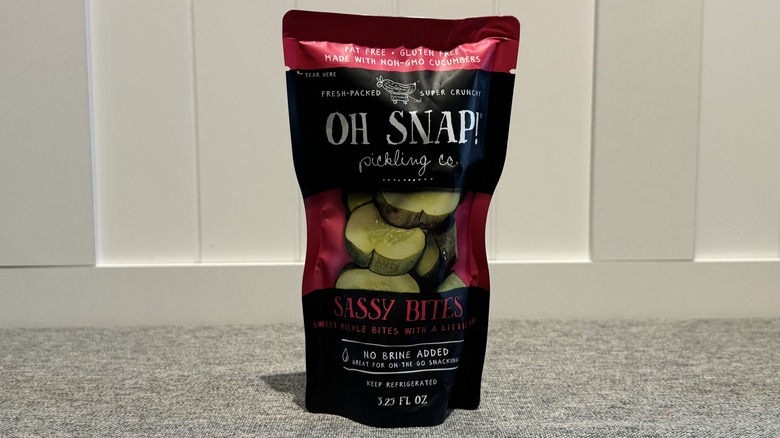 FAT FREE • GLUTEN FREE
MADE WITH NON-GMO CUCUMBERS
TEAR HERE
FRESH-PACKED SUPER CRUNCHY
OH SNAP!
pickling co.
SASSY BITES
SWEET PICKLE BITES WITH A LITTLE
NO BRINE ADDED
GREAT FOR ON-THE-GO SNACKING
KEEP REFRIGERATED
3.25 FL OZ